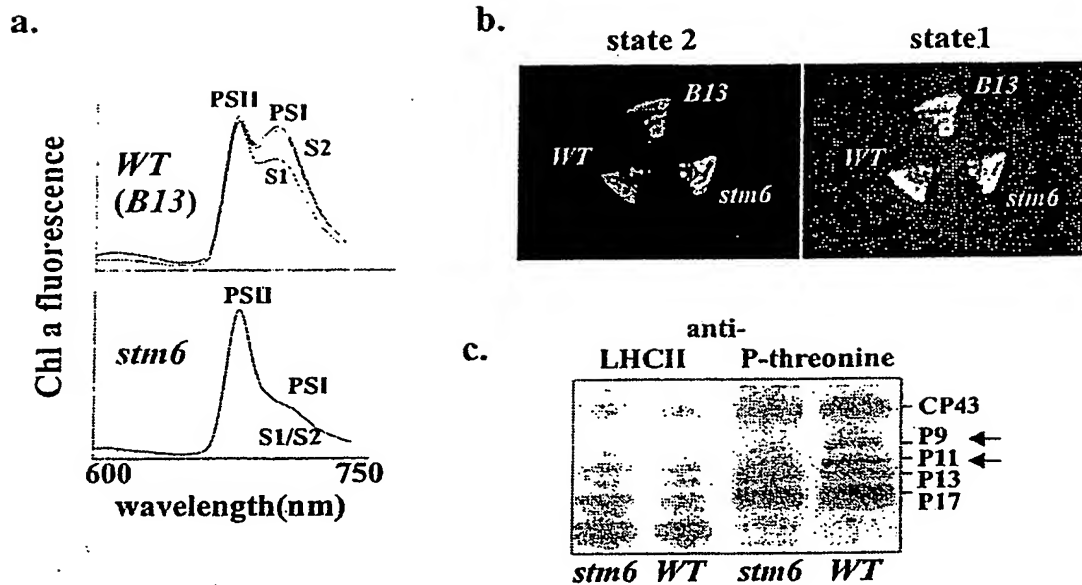 a.
Chl a fluorescence
WT
(B13)
PSII
PSI
S2
S1
stm6
PSII
PSI
S1/S2
600
750
wavelength(nm)
b.
state 2
state1
B13
WT
stm6
B13
WT
stm6
c.
anti-
LHCII
P-threonine
CP43
P9
P11
P13
P17
stm6 WT stm6 WT